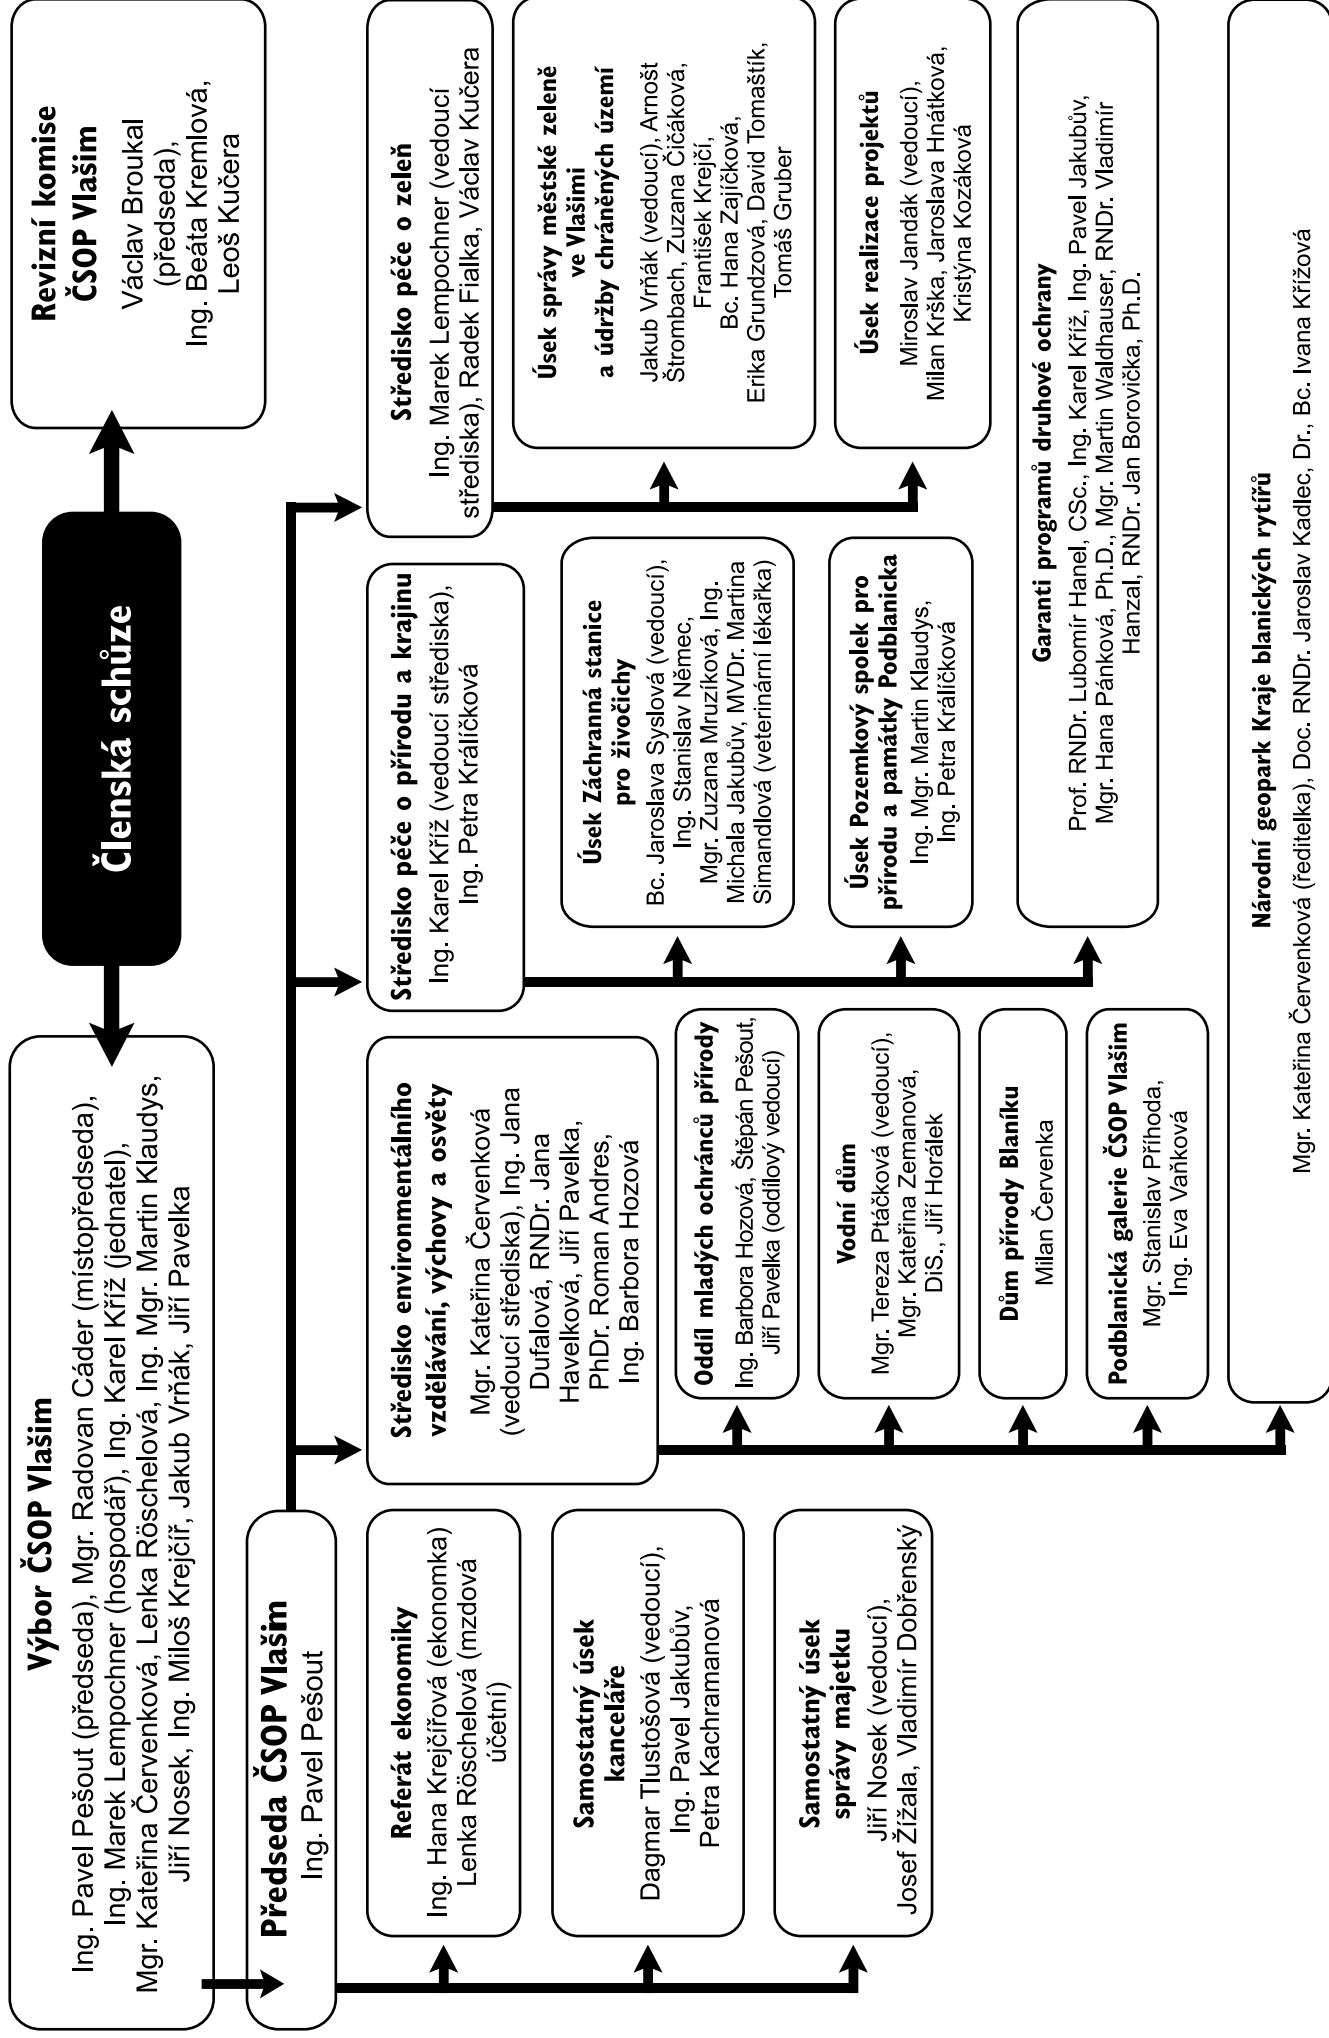 Členská schůze
Výbor ČSOP Vlašim
Ing. Pavel Pešout (předseda), Mgr. Radovan Cáder (místopředseda),
Ing. Marek Lempochner (hospodář), Ing. Karel Kříž (jednatel),
Mgr. Kateřina Červenková, Lenka Röschelová, Ing. Mgr. Martin Klaudys,
Jiří Nosek, Ing. Miloš Krejčíř, Jakub Vrňák, Jiří Pavelka
Revizní komise
ČSOP Vlašim
Václav Broukal
(předseda),
Ing. Beáta Kremlová,
Leoš Kučera
Předseda ČSOP Vlašim
Ing. Pavel Pešout
Referát ekonomiky
Ing. Hana Krejčířová (ekonomka)
Lenka Röschelová (mzdová
účetní)
Samostatný úsek
kanceláře
Dagmar Tlustošová (vedoucí),
Ing. Pavel Jakubův,
Petra Kachramanová
Samostatný úsek
správy majetku
Jiří Nosek (vedoucí),
Josef Žížala, Vladimír Dobřenský
Středisko environmentálního
vzdělávání, výchovy a osvěty
Mgr. Kateřina Červenková
(vedoucí střediska), Ing. Jana
Dufalová, RNDr. Jana
Havelková, Jiří Pavelka,
PhDr. Roman Andres,
Ing. Barbora Hozová
Oddíl mladých ochránců přírody
Ing. Barbora Hozová, Štěpán Pešout,
Jiří Pavelka (oddílový vedoucí)
Vodní dům
Mgr. Tereza Ptáčková (vedoucí),
Mgr. Kateřina Zemanová,
DiS., Jiří Horálek
Dům přírody Blaníku
Milan Červenka
Podblanická galerie ČSOP Vlašim
Mgr. Stanislav Příhoda,
Ing. Eva Vaňková
Středisko péče o přírodu a krajinu
Ing. Karel Kříž (vedoucí střediska),
Ing. Petra Králíčková
Úsek Záchranná stanice
pro živočichy
Bc. Jaroslava Syslová (vedoucí),
Ing. Stanislav Němec,
Mgr. Zuzana Mruzíková, Ing.
Michala Jakubův, MVDr. Martina
Simandlová (veterinární lékařka)
Úsek Pozemkový spolek pro
přírodu a památky Podblanicka
Ing. Mgr. Martin Klaudys,
Ing. Petra Králíčková
Garanti programů druhové ochrany
Prof. RNDr. Lubomír Hanel, CSc., Ing. Karel Kříž, Ing. Pavel Jakubův,
Mgr. Hana Pánková, Ph.D., Mgr. Martin Waldhauser, RNDr. Vladimír
Hanzal, RNDr. Jan Borovička, Ph.D.
Středisko péče o zeleň
Ing. Marek Lempochner (vedoucí
střediska), Radek Fialka, Václav Kučera
Úsek správy městské zeleně
ve Vlašimi
a údržby chráněných území
Jakub Vrňák (vedoucí), Arnošt
Štrombach, Zuzana Čičáková,
František Krejčí,
Bc. Hana Zajíčková,
Erika Grundzová, David Tomaštík,
Tomáš Gruber
Úsek realizace projektů
Miroslav Jandák (vedoucí),
Milan Krška, Jaroslava Hnátková,
Kristýna Kozáková
Národní geopark Kraje blanických rytířů
Mgr. Kateřina Červenková (ředitelka), Doc. RNDr. Jaroslav Kadlec, Dr., Bc. Ivana Křížová